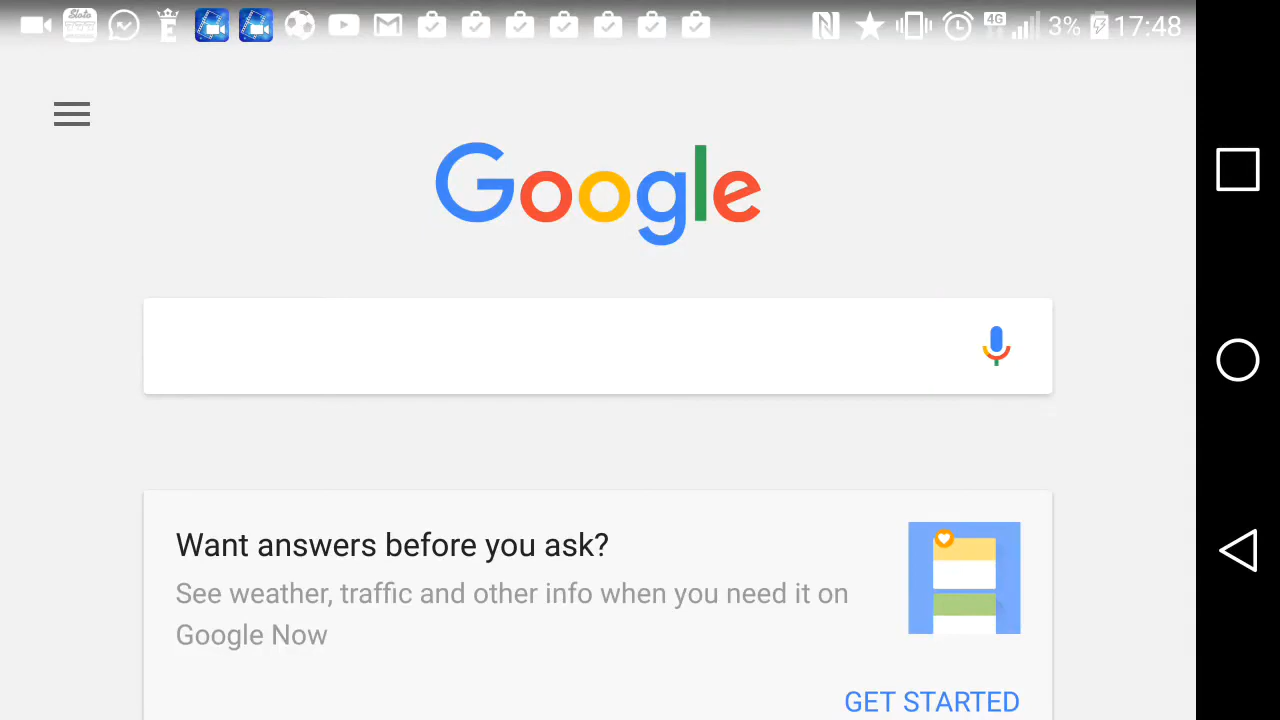 4G 3% 17:48
Google
Want answers before you ask?
See weather, traffic and other info when you need it on
Google Now
GET STARTED